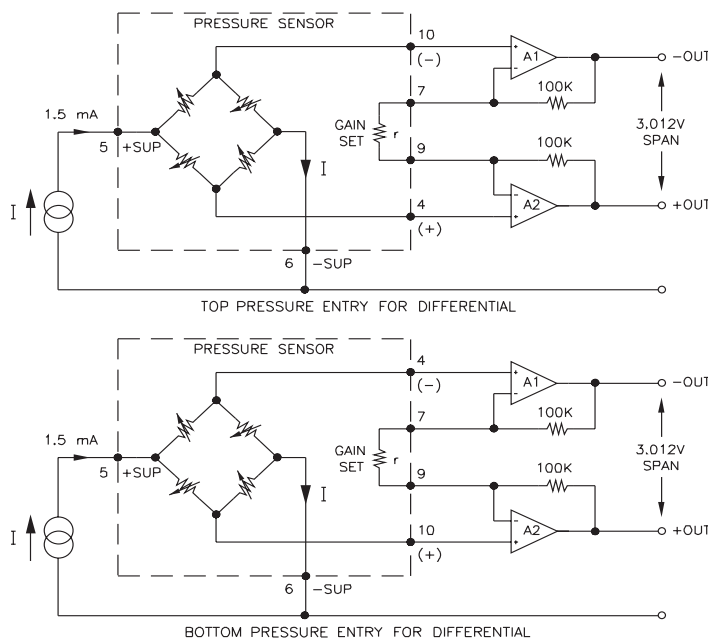 PRESSURE SENSOR
10
(-)
A1
-OUT
1.5 mA
7
100K
GAIN
SET
r
3.012V
SPAN
5
+SUP
9
100K
I
I
4
(+)
A2
+OUT
6
-SUP
TOP PRESSURE ENTRY FOR DIFFERENTIAL
PRESSURE SENSOR
4
(-)
A1
-OUT
1.5 mA
7
100K
GAIN
SET
r
3.012V
SPAN
5
+SUP
9
100K
I
I
10
(+)
A2
+OUT
6
-SUP
BOTTOM PRESSURE ENTRY FOR DIFFERENTIAL